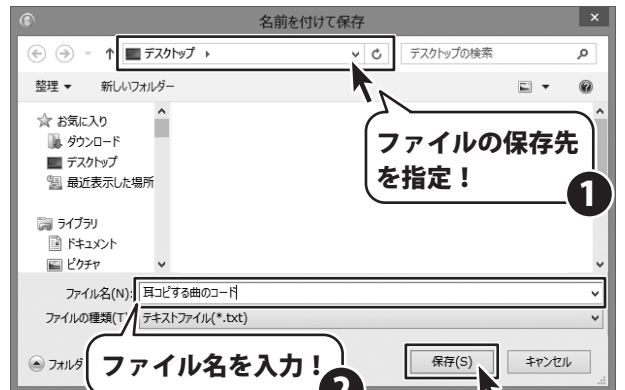 名前を付けて保存
デスクトップ
デスクトップの検索
整理 新しいフォルダー
お気に入り
ダウンロード
デスクトップ
最近表示した場所
ライブラリ
ドキュメント
ピクチャ
ファイルの保存先
を指定！
1
ファイル名(N): 耳コピする曲のコード
ファイルの種類(T) テキストファイル(*.txt)
フォルダ
ファイル名を入力！
2
保存(S) キャンセル